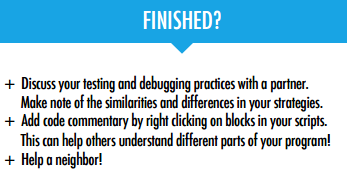 FINISHED?
+ Discuss your testing and debugging practices with a partner.
Make note of the similarities and differences in your strategies.
+ Add code commentary by right clicking on blocks in your scripts.
This can help others understand different parts of your program!
+ Help a neighbor!